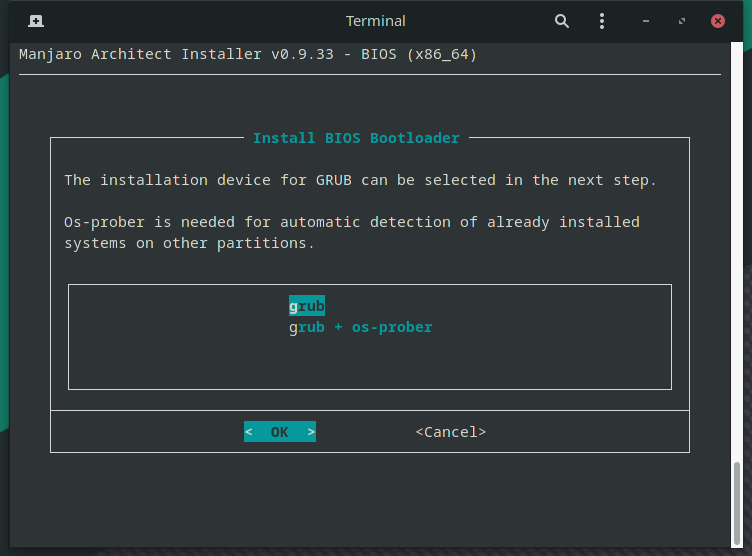 Terminal
Manjaro Architect Installer v0.9.33 - BIOS (x86_64)
Install BIOS Bootloader
The installation device for GRUB can be selected in the next step.
Os-prober is needed for automatic detection of already installed
systems on other partitions.
grub
grub + os-prober
<  OK  > <Cancel>